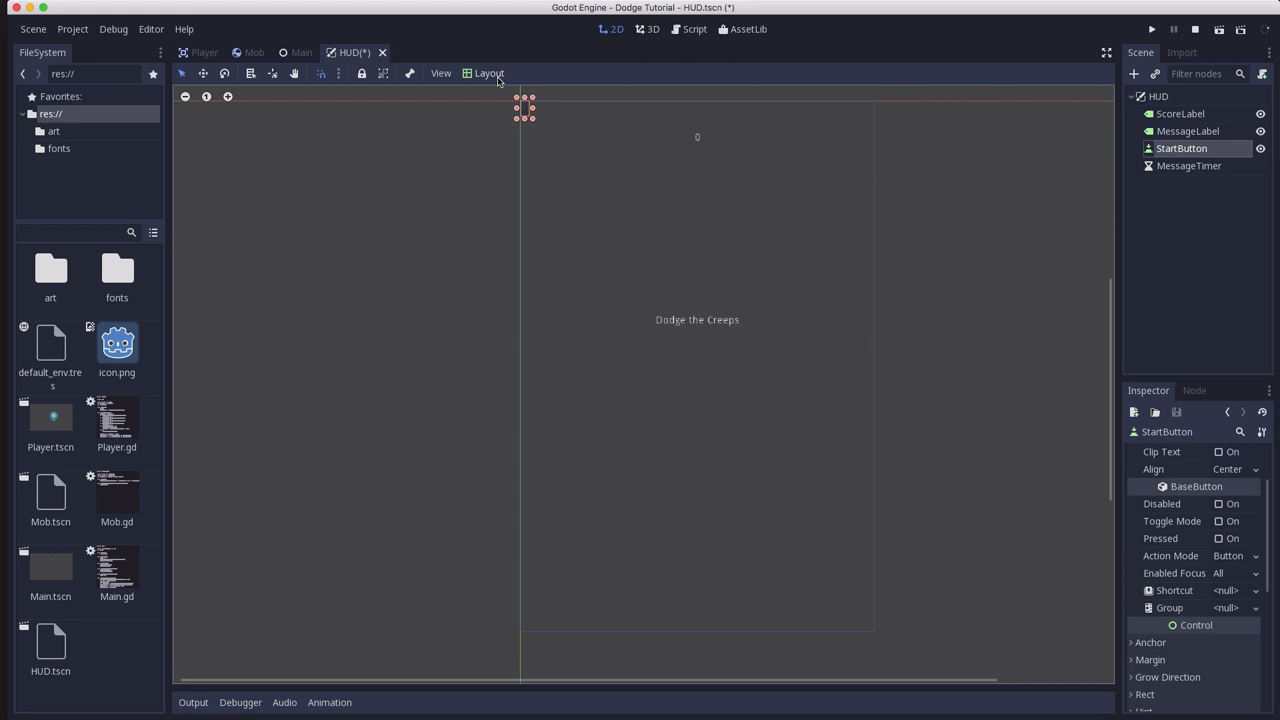 Godot Engine - Dodge Tutorial - HUD.tscn (*)
Scene Project Debug Editor Help
2D 3D Script AssetLib
FileSystem
Player Mob Main HUD(*)
Scene Import
res://
View Layout
Filter nodes
Favorites:
res://
art
fonts
1
0
Dodge the Creeps
HUD
ScoreLabel
MessageLabel
StartButton
MessageTimer
art fonts
default_env.tre
s
icon.png
Player.tscn Player.gd
Mob.tscn Mob.gd
Main.tscn Main.gd
HUD.tscn
Inspector Node
StartButton
Clip Text On
Align Center
BaseButton
Disabled On
Toggle Mode On
Pressed On
Action Mode Button
Enabled Focus All
Shortcut <null>
Group <null>
Control
Anchor
Margin
Grow Direction
Rect
Output Debugger Audio Animation